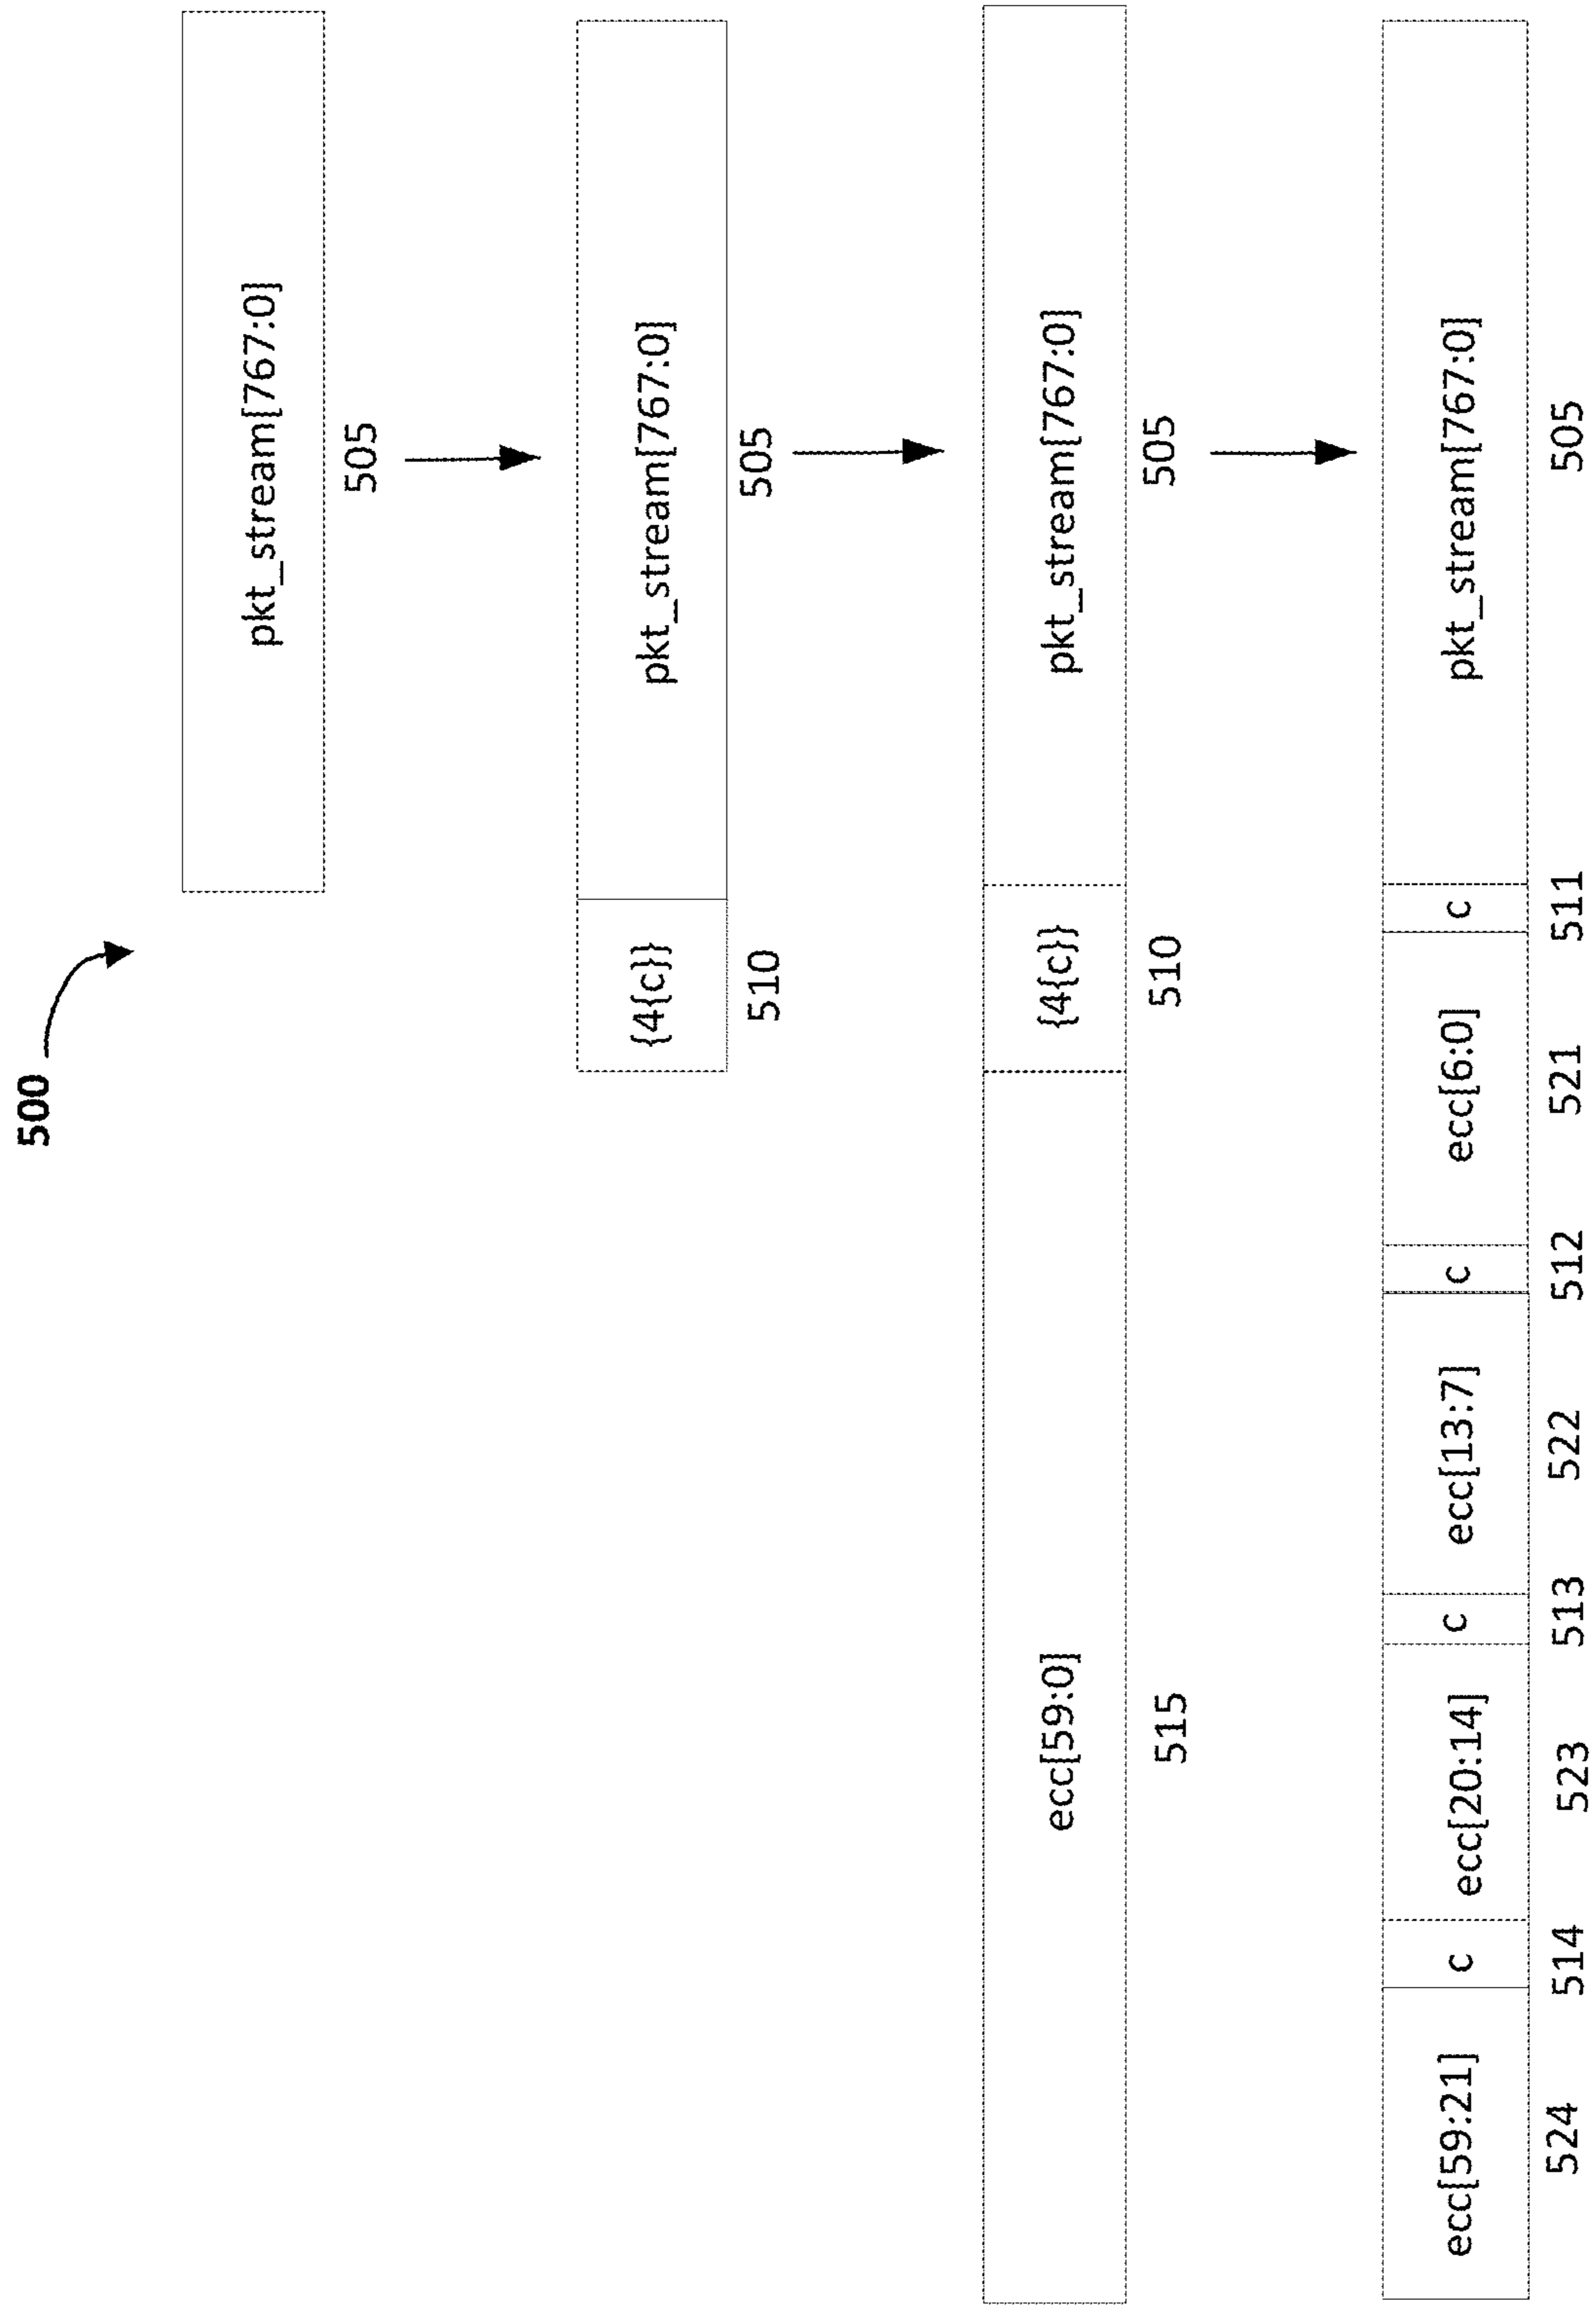 500
pkt_stream[767:0]
505
{4{c}}
pkt_stream[767:0]
510
505
ecc[59:0]
{4{c}}
pkt_stream[767:0]
515
510
505
ecc[59:21]
c
ecc[20:14]
c
ecc[13:7]
c
ecc[6:0]
c
pkt_stream[767:0]
524
514
523
513
522
512
521
511
505